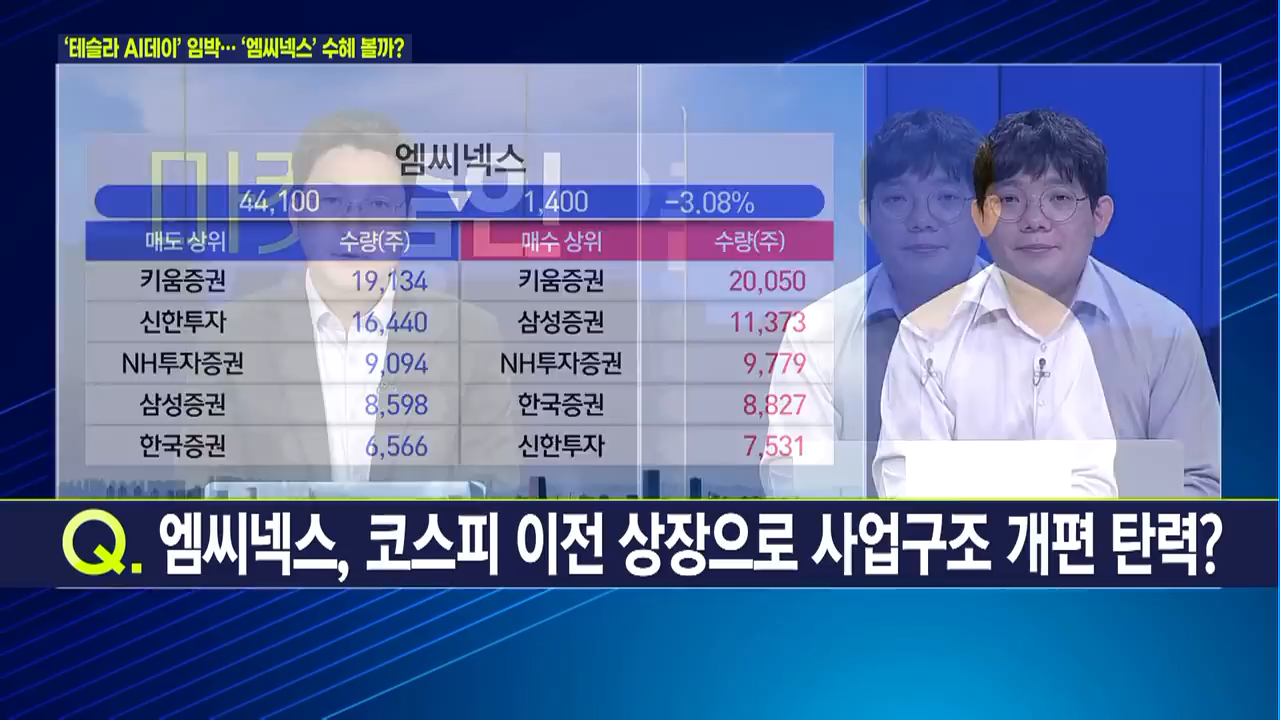 ‘테슬라 AI데이’ 임박… ‘엠씨넥스’ 수혜 볼까?
엠씨넥스
44,100 ▼ 1,400 -3.08%
매도 상위 수량(주) 매수 상위 수량(주)
키움증권 19,134 키움증권 20,050
신한투자 16,440 삼성증권 11,373
NH투자증권 9,094 NH투자증권 9,779
삼성증권 8,598 한국증권 8,827
한국증권 6,566 신한투자 7,531
Q. 엠씨넥스, 코스피 이전 상장으로 사업구조 개편 탄력?